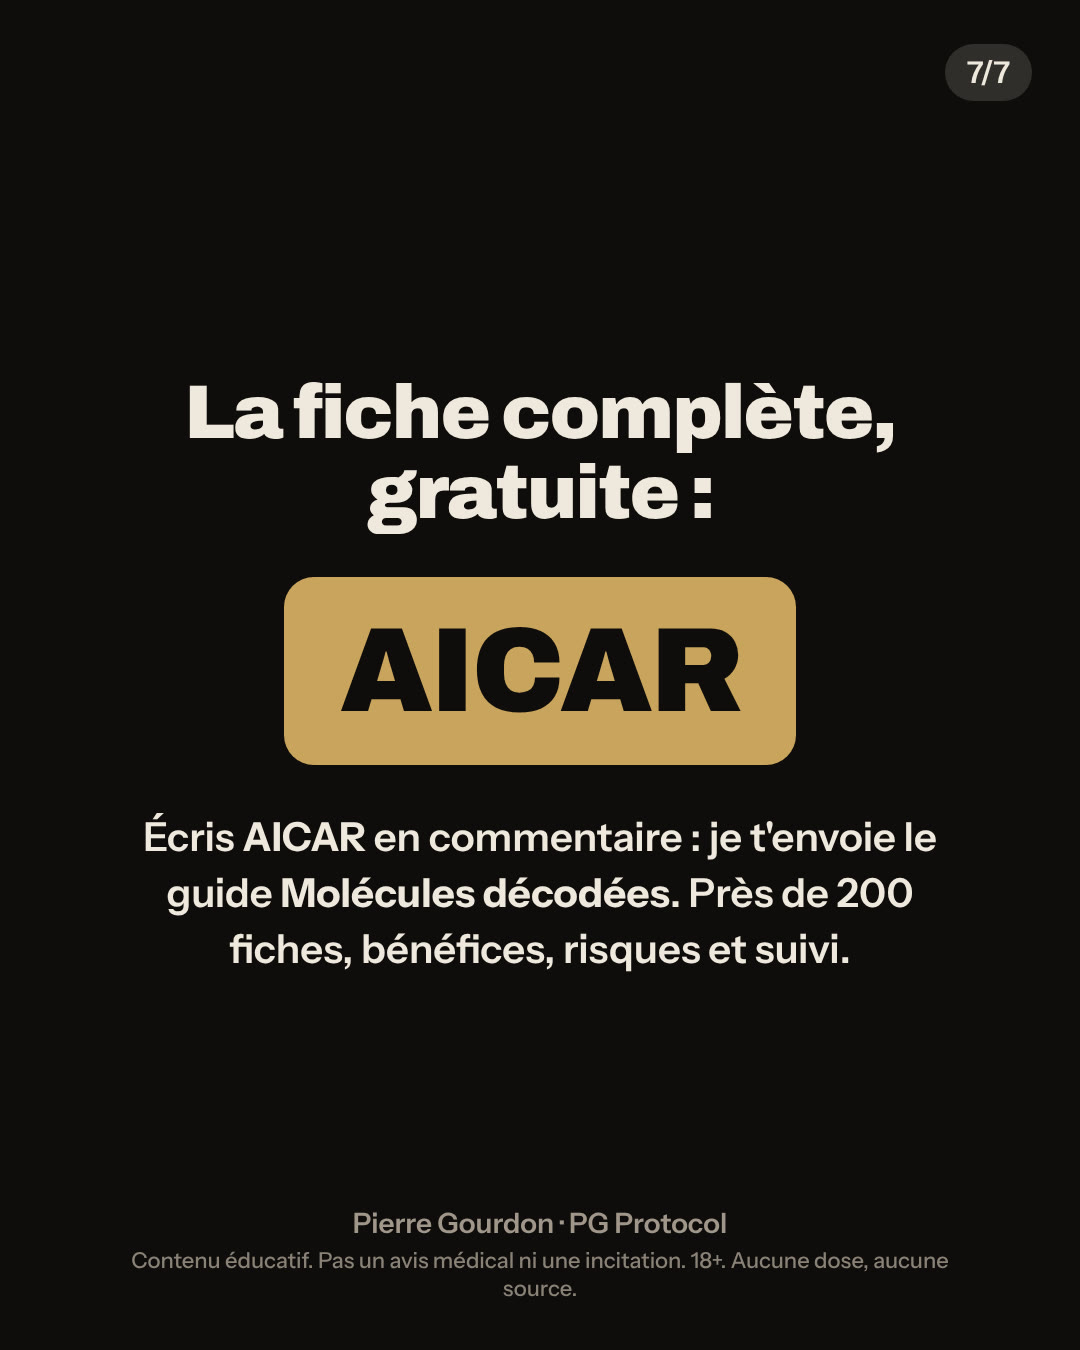 7/7
La fiche complète,
gratuite :
AICAR
Écris AICAR en commentaire : je t'envoie le
guide Molécules décodées. Près de 200
fiches, bénéfices, risques et suivi.
Pierre Gourdon · PG Protocol
Contenu éducatif. Pas un avis médical ni une incitation. 18+. Aucune dose, aucune
source.